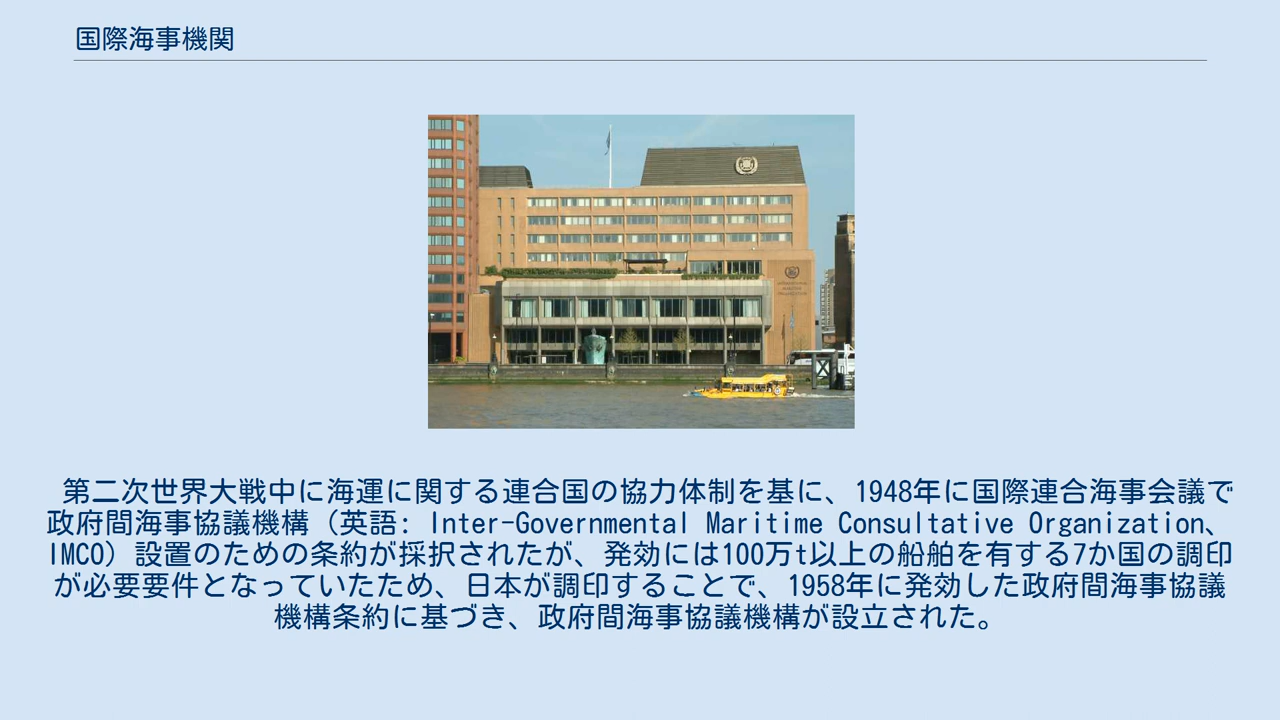 国際海事機関
INTERNATIONAL
MARITIME
ORGANIZATION
第二次世界大戦中に海運に関する連合国の協力体制を基に、1948年に国際連合海事会議で
政府間海事協議機構（英語: Inter-Governmental Maritime Consultative Organization、
IMCO）設置のための条約が採択されたが、発効には100万t以上の船舶を有する7か国の調印
が必要要件となっていたため、日本が調印することで、1958年に発効した政府間海事協議
機構条約に基づき、政府間海事協議機構が設立された。